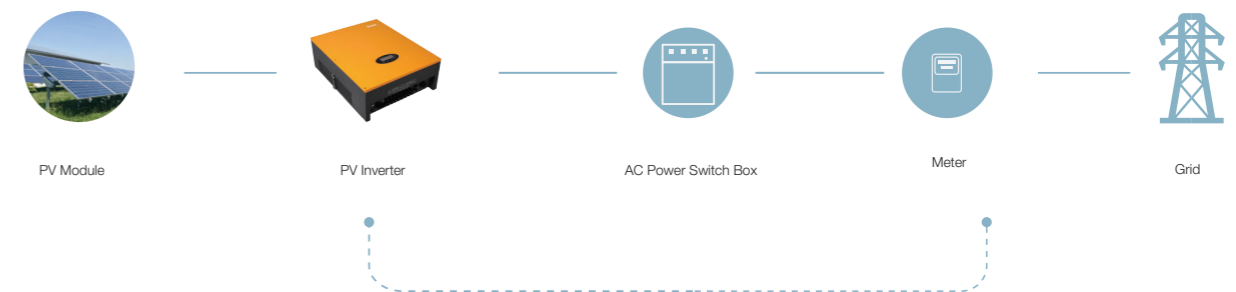 PV Module
PV Inverter
AC Power Switch Box
Meter
Grid